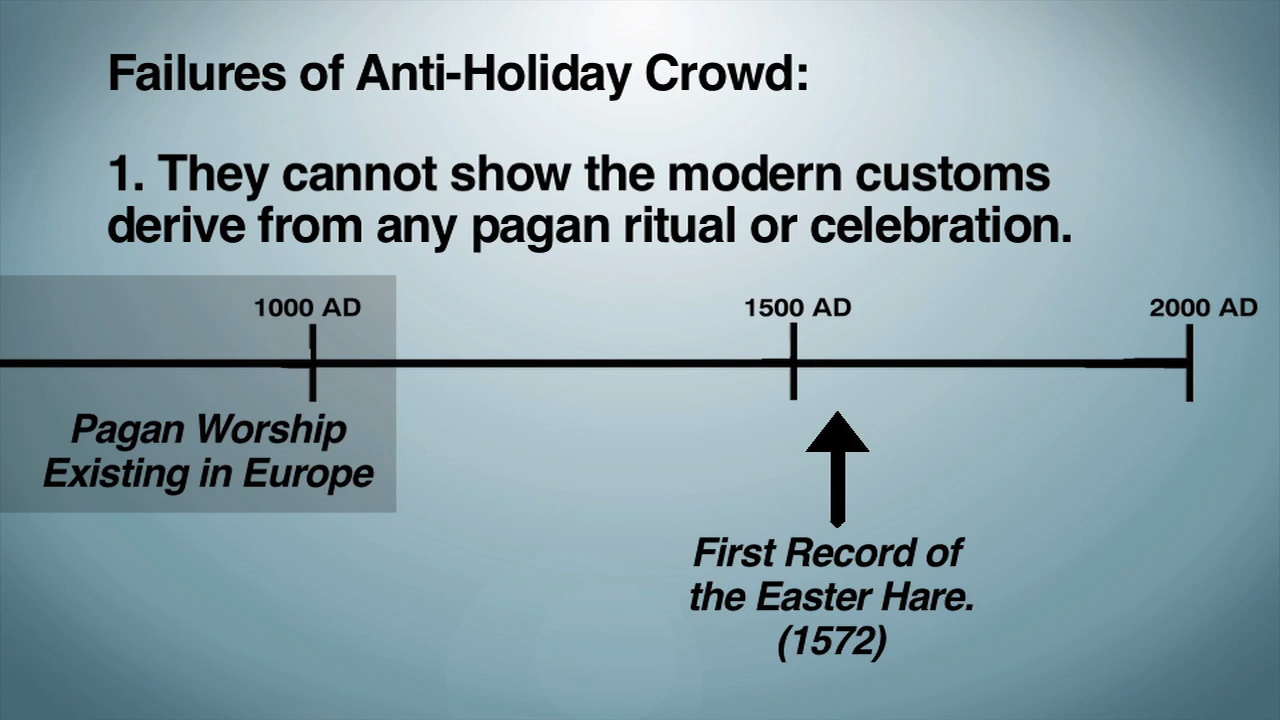 Failures of Anti-Holiday Crowd:
1. They cannot show the modern customs
derive from any pagan ritual or celebration.
1000 AD
1500 AD
2000 AD
Pagan Worship
Existing in Europe
First Record of
the Easter Hare.
(1572)